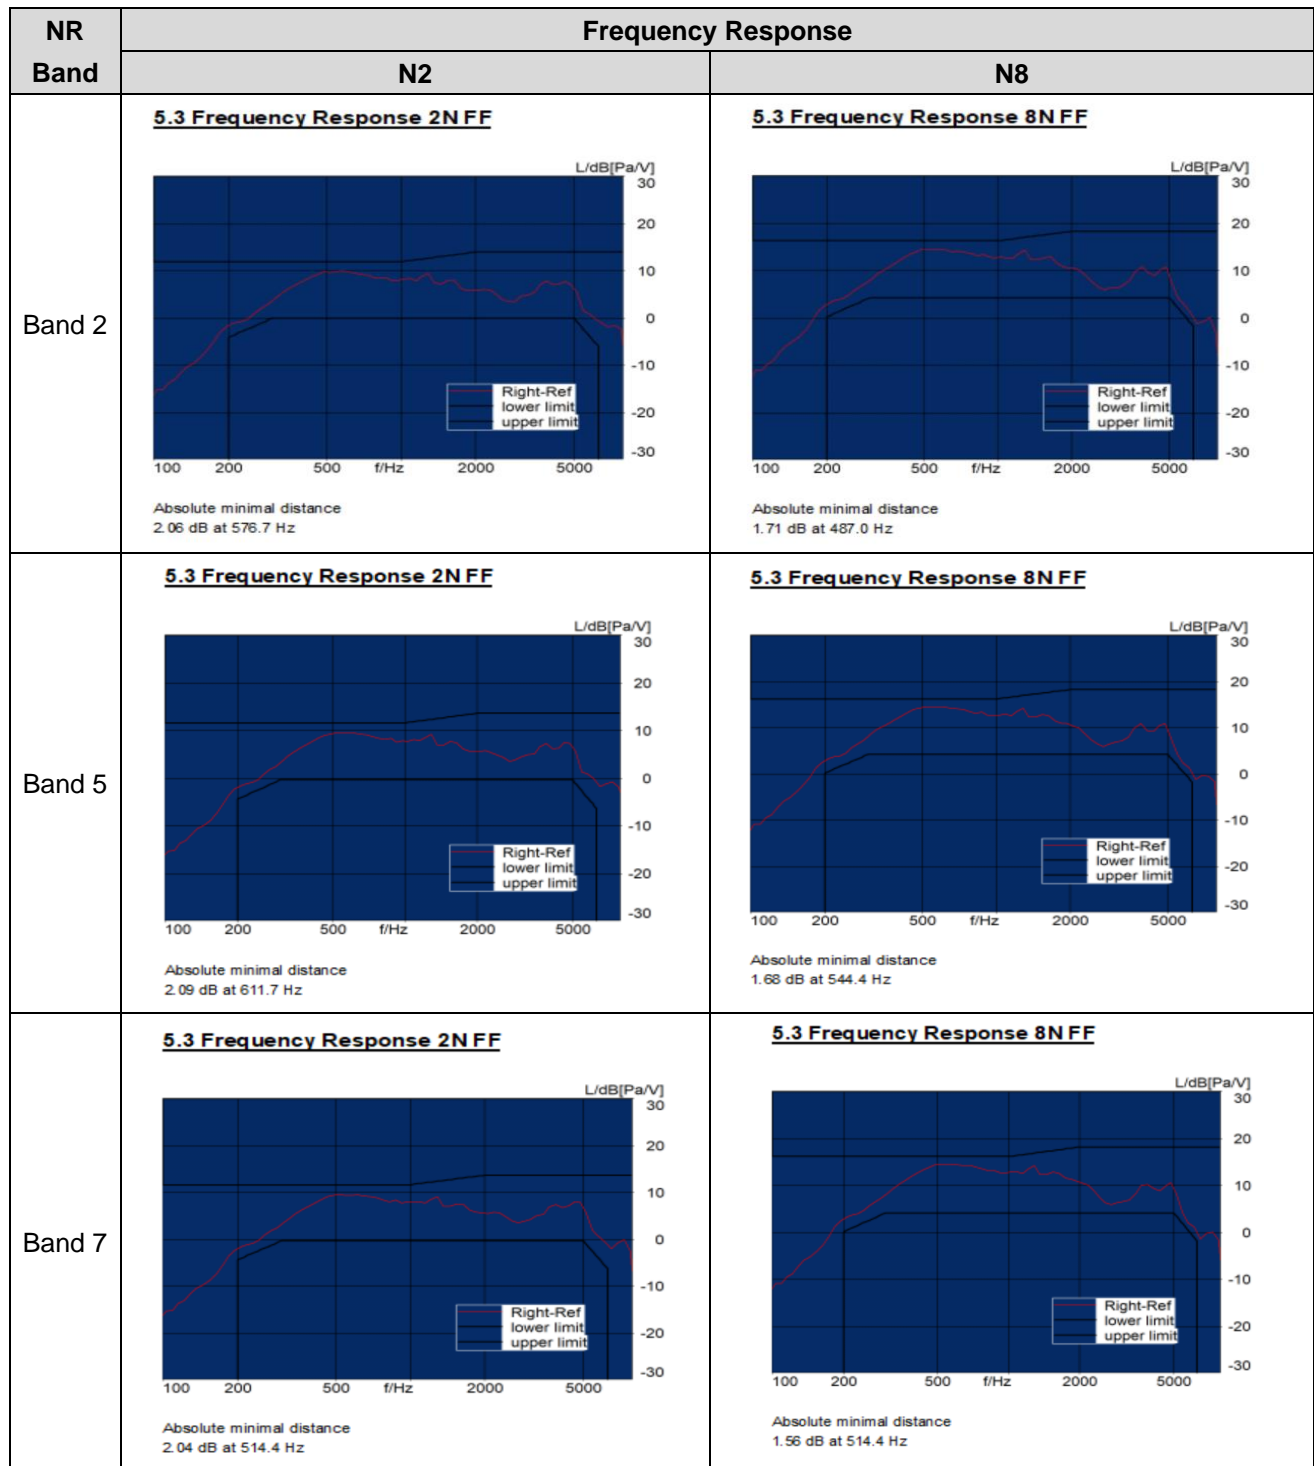 NR Band
Frequency Response
N2
N8
Band 2
5.3 Frequency Response 2N FF
L/dB[Pa/V]
30
20
10
0
-10
-20
-30
Right-Ref
lower limit
upper limit
100 200 500 f/Hz 2000 5000
Absolute minimal distance
2.06 dB at 576.7 Hz
5.3 Frequency Response 8N FF
L/dB[Pa/V]
30
20
10
0
-10
-20
-30
Right-Ref
lower limit
upper limit
100 200 500 f/Hz 2000 5000
Absolute minimal distance
1.71 dB at 487.0 Hz
Band 5
5.3 Frequency Response 2N FF
L/dB[Pa/V]
30
20
10
0
-10
-20
-30
Right-Ref
lower limit
upper limit
100 200 500 f/Hz 2000 5000
Absolute minimal distance
2.09 dB at 611.7 Hz
5.3 Frequency Response 8N FF
L/dB[Pa/V]
30
20
10
0
-10
-20
-30
Right-Ref
lower limit
upper limit
100 200 500 f/Hz 2000 5000
Absolute minimal distance
1.68 dB at 544.4 Hz
Band 7
5.3 Frequency Response 2N FF
L/dB[Pa/V]
30
20
10
0
-10
-20
-30
Right-Ref
lower limit
upper limit
100 200 500 f/Hz 2000 5000
Absolute minimal distance
2.04 dB at 514.4 Hz
5.3 Frequency Response 8N FF
L/dB[Pa/V]
30
20
10
0
-10
-20
-30
Right-Ref
lower limit
upper limit
100 200 500 f/Hz 2000 5000
Absolute minimal distance
1.56 dB at 514.4 Hz